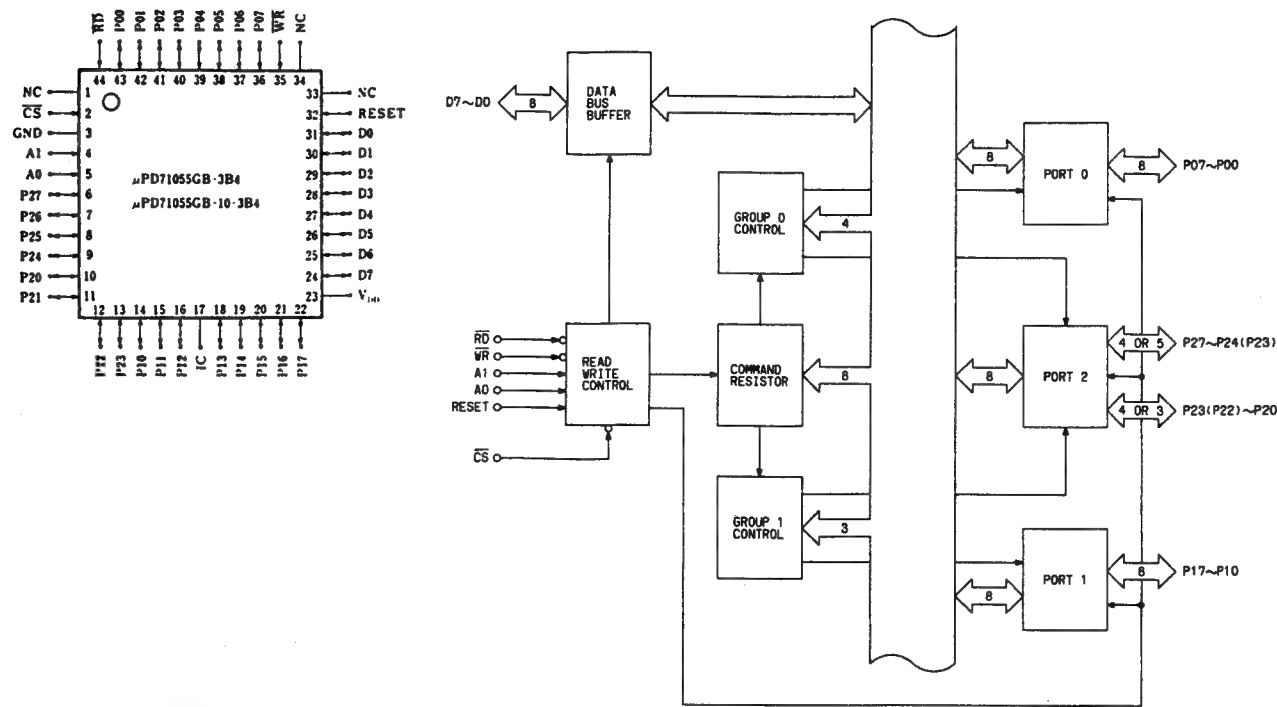 RD P00 P01 P02 P03 P04 P05 P06 P07 WR NC
44 43 42 41 40 39 38 37 36 35 34
NC 1
CS 2
GND 3
A1 4
A0 5
P27 6
P26 7
P25 8
P24 9
P20 10
P21 11
33 NC
32 RESET
31 D0
30 D1
29 D2
28 D3
27 D4
26 D5
25 D6
24 D7
23
μPD71055GB-3B4
μPD71055GB-10-3B4
12 13 14 15 16 17 18 19 20 21 22
P22 P23 P10 P11 P12 IC P13 P14 P15 P16 P17
D7~D0
8
DATA
BUS
BUFFER
GROUP 0
CONTROL
4
RD
WR
A1
A0
RESET
CS
READ
WRITE
CONTROL
COMMAND
RESISTOR
8
GROUP 1
CONTROL
3
8
PORT 0
8
P07~P00
8
PORT 2
4 OR 5
P27~P24(P23)
4 OR 3
P23(P22)~P20
8
PORT 1
8
P17~P10